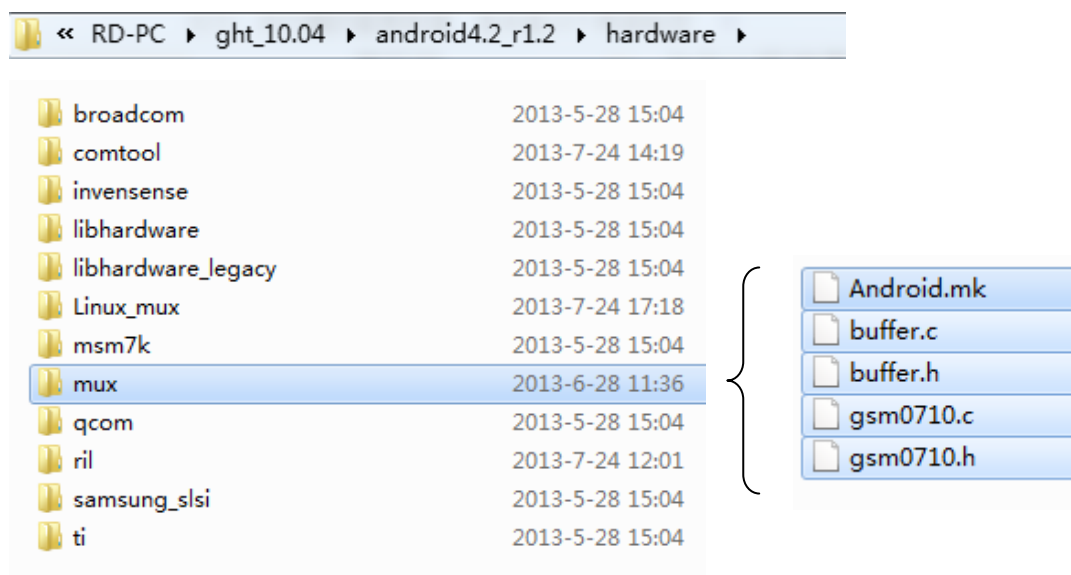 « RD-PC ▸ ght_10.04 ▸ android4.2_r1.2 ▸ hardware ▸
broadcom 2013-5-28 15:04
comtool 2013-7-24 14:19
invensense 2013-5-28 15:04
libhardware 2013-5-28 15:04
libhardware_legacy 2013-5-28 15:04
Linux_mux 2013-7-24 17:18
msm7k 2013-5-28 15:04
mux 2013-6-28 11:36
qcom 2013-5-28 15:04
ril 2013-7-24 12:01
samsung_slsi 2013-5-28 15:04
ti 2013-5-28 15:04
Android.mk
buffer.c
buffer.h
gsm0710.c
gsm0710.h